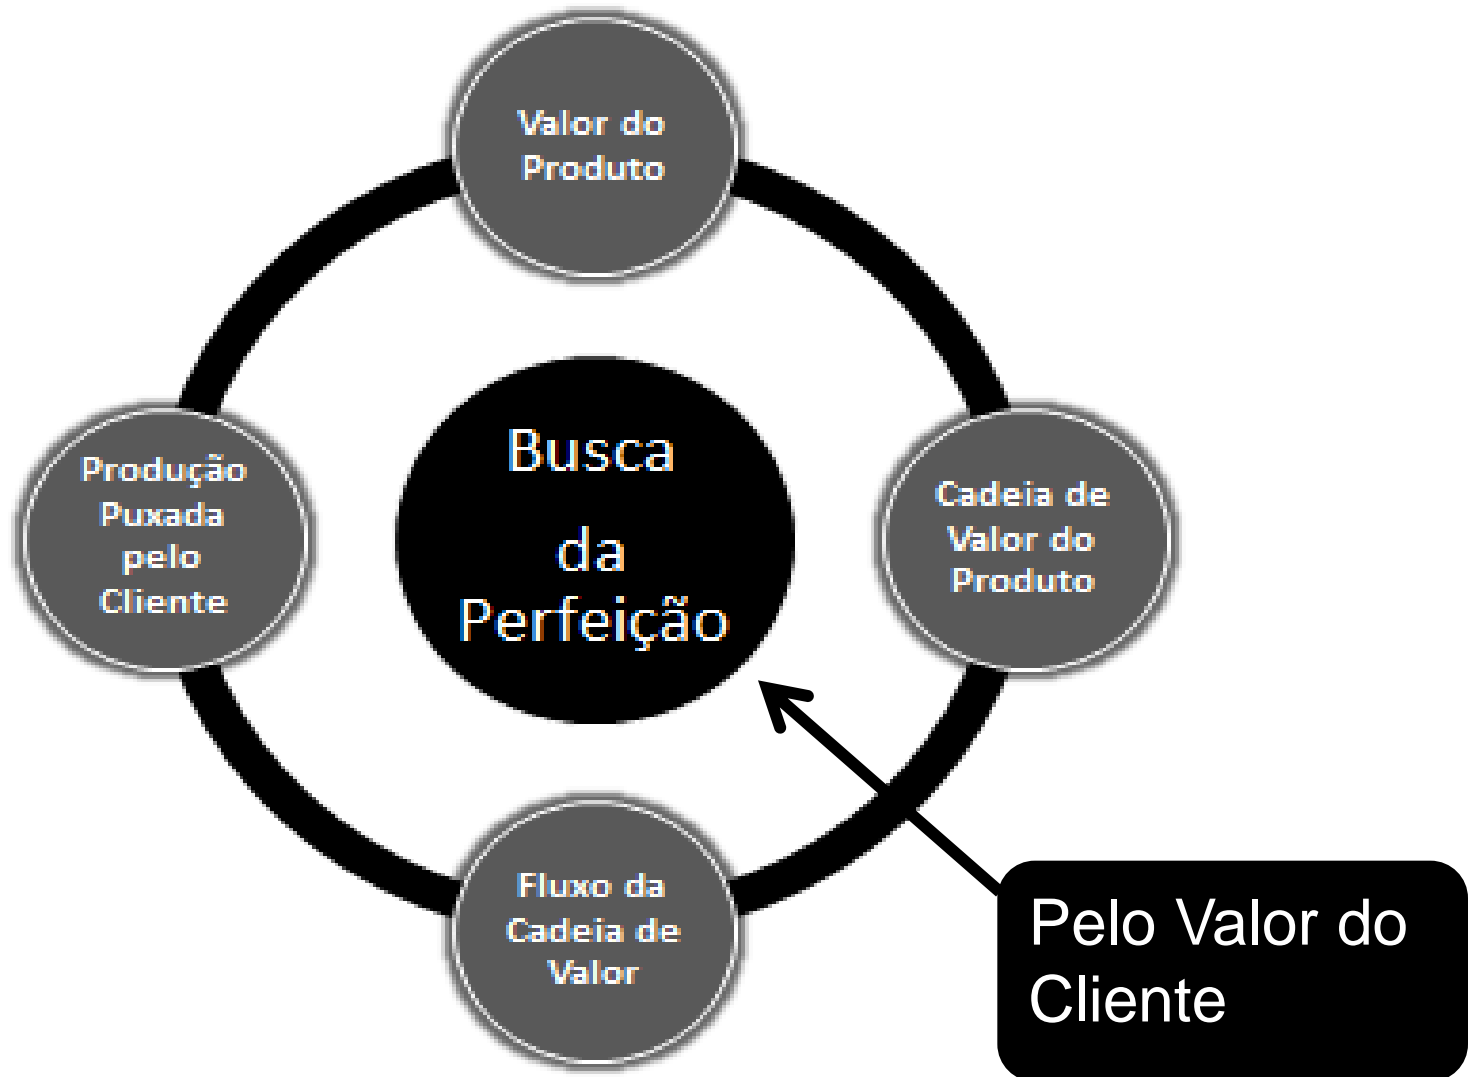 Valor do
Produto
Cadeia de
Valor do
Produto
Fluxo da
Cadeia de
Valor
Produção
Puxada
pelo
Cliente
Busca
da
Perfeição
Pelo Valor do
Cliente